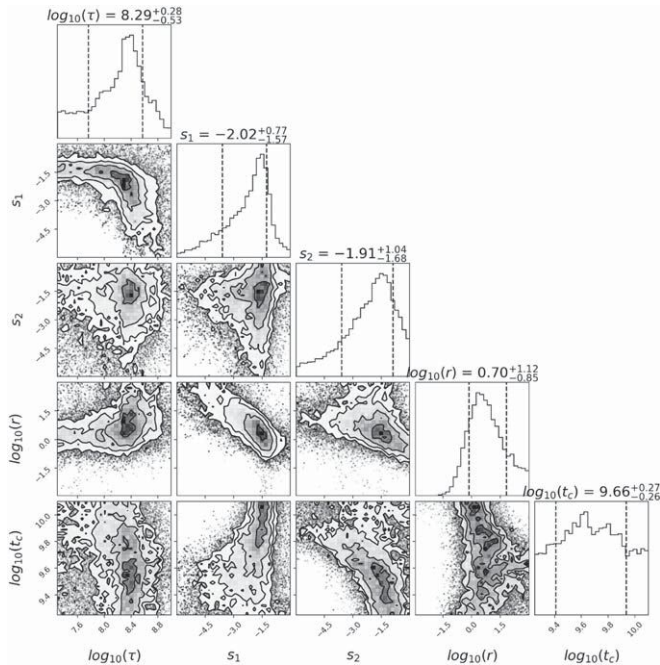 log₁₀(τ) = 8.29⁺⁰·²⁸₋₀.₅₃
s₁ = −2.02⁺⁰·⁷⁷₋₁.₅₇
s₁
−1.5
−3.0
−4.5
s₂ = −1.91⁺¹·⁰⁴₋₁.₆₈
s₂
−1.5
−3.0
−4.5
log₁₀(r) = 0.70⁺¹·¹²₋₀.₈₅
log₁₀(r)
1.5
0.0
−1.5
log₁₀(t_c) = 9.66⁺⁰·²⁷₋₀.₂₆
log₁₀(t_c)
10.0
9.8
9.6
9.4
7.6 8.0 8.4 8.8 −4.5 −3.0 −1.5 −4.5 −3.0 −1.5 −1.5 0.0 1.5 9.4 9.6 9.8 10.0
log₁₀(τ) s₁ s₂ log₁₀(r) log₁₀(t_c)